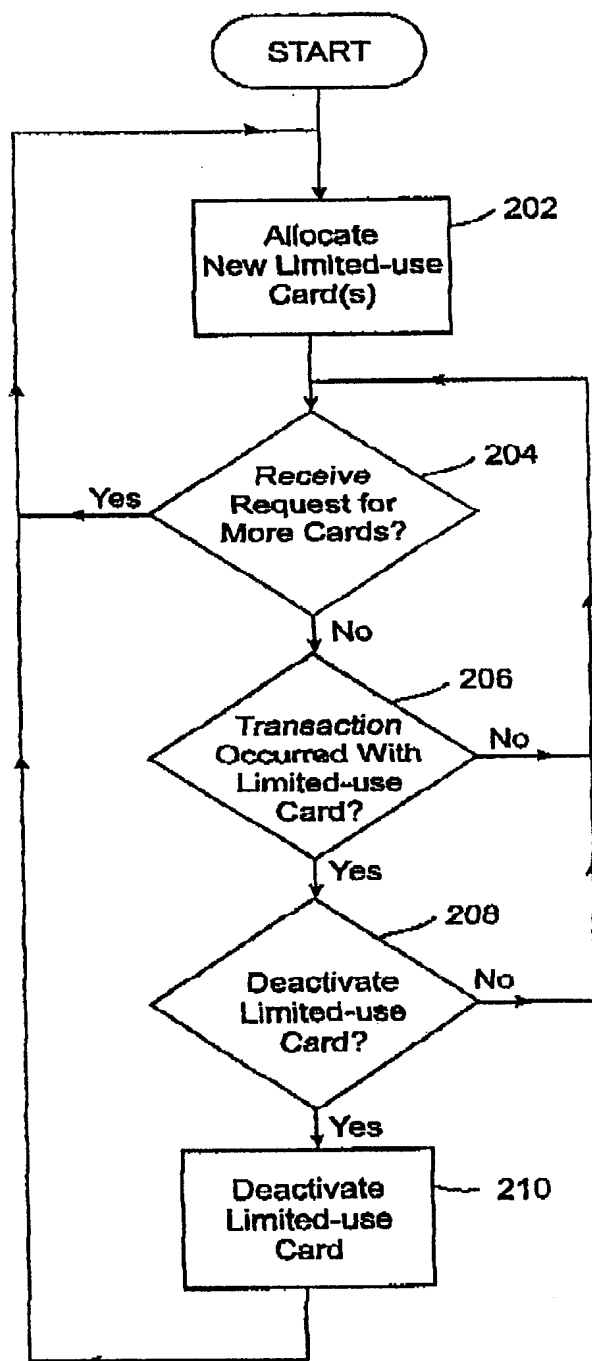 START
202
Allocate
New Limited-use
Card(s)
204
Receive
Request for
More Cards?
Yes
No
206
Transaction
Occurred With
Limited-use
Card?
No
Yes
208
Deactivate
Limited-use
Card?
No
Yes
Deactivate
Limited-use
Card
210